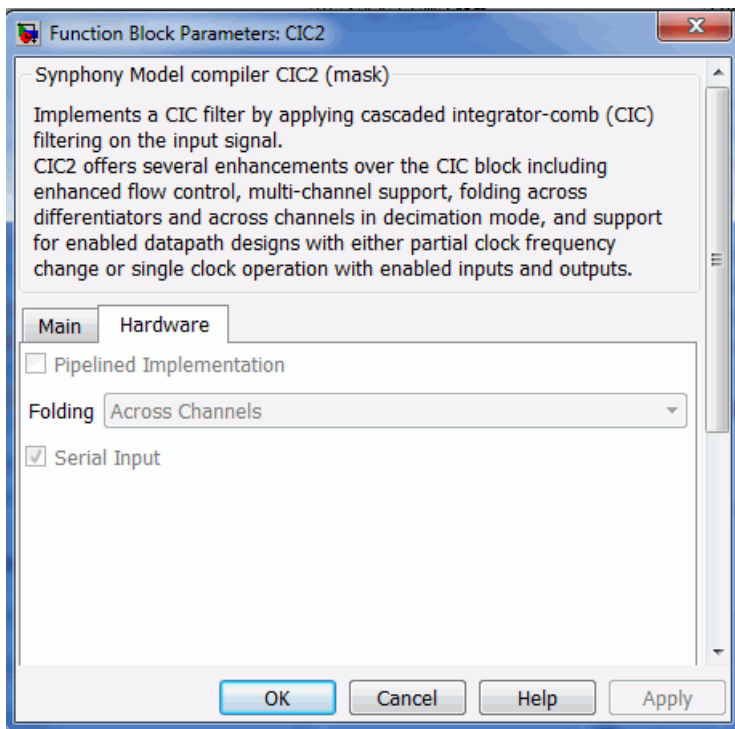 Function Block Parameters: CIC2
Synphony Model compiler CIC2 (mask)
Implements a CIC filter by applying cascaded integrator-comb (CIC)
filtering on the input signal.
CIC2 offers several enhancements over the CIC block including
enhanced flow control, multi-channel support, folding across
differentiators and across channels in decimation mode, and support
for enabled datapath designs with either partial clock frequency
change or single clock operation with enabled inputs and outputs.
Main Hardware
Pipelined Implementation
Folding Across Channels
Serial Input
OK Cancel Help Apply